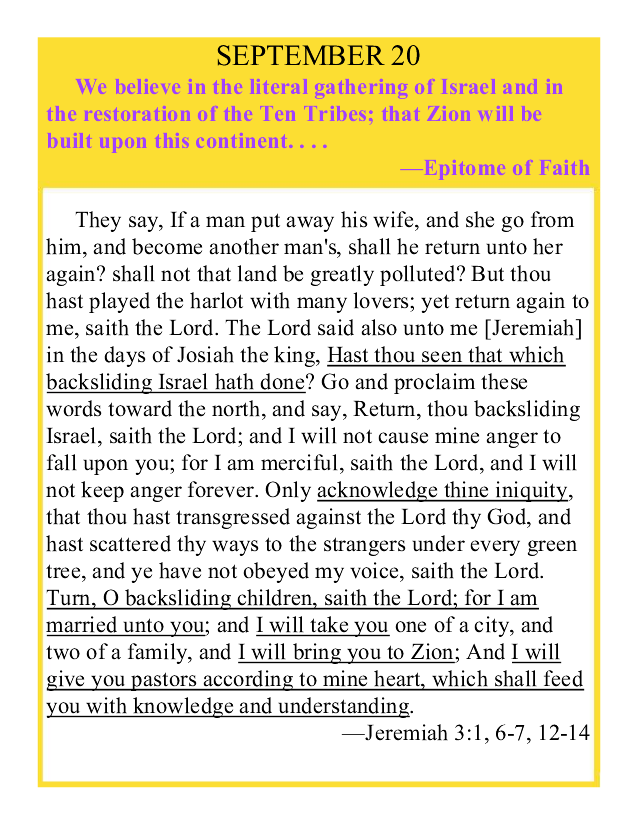 SEPTEMBER 20
We believe in the literal gathering of Israel and in
the restoration of the Ten Tribes; that Zion will be
built upon this continent. . . .
—Epitome of Faith
They say, If a man put away his wife, and she go from
him, and become another man's, shall he return unto her
again? shall not that land be greatly polluted? But thou
hast played the harlot with many lovers; yet return again to
me, saith the Lord. The Lord said also unto me [Jeremiah]
in the days of Josiah the king, Hast thou seen that which
backsliding Israel hath done? Go and proclaim these
words toward the north, and say, Return, thou backsliding
Israel, saith the Lord; and I will not cause mine anger to
fall upon you; for I am merciful, saith the Lord, and I will
not keep anger forever. Only acknowledge thine iniquity,
that thou hast transgressed against the Lord thy God, and
hast scattered thy ways to the strangers under every green
tree, and ye have not obeyed my voice, saith the Lord.
Turn, O backsliding children, saith the Lord; for I am
married unto you; and I will take you one of a city, and
two of a family, and I will bring you to Zion; And I will
give you pastors according to mine heart, which shall feed
you with knowledge and understanding.
—Jeremiah 3:1, 6-7, 12-14